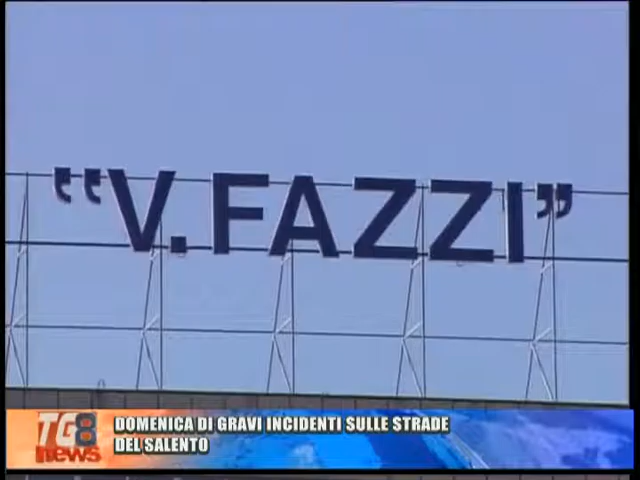 “V.FAZZI”
TG8
news
DOMENICA DI GRAVI INCIDENTI SULLE STRADE
DEL SALENTO